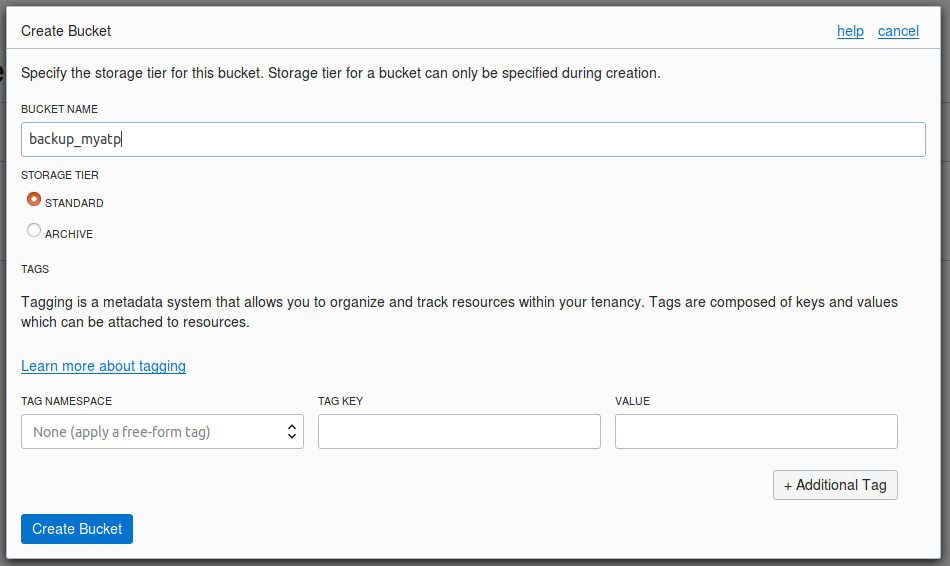 Create Bucket
help cancel
Specify the storage tier for this bucket. Storage tier for a bucket can only be specified during creation.
BUCKET NAME
backup_myatp
STORAGE TIER
STANDARD
ARCHIVE
TAGS
Tagging is a metadata system that allows you to organize and track resources within your tenancy. Tags are composed of keys and values
which can be attached to resources.
Learn more about tagging
TAG NAMESPACE TAG KEY VALUE
None (apply a free-form tag)
+ Additional Tag
Create Bucket